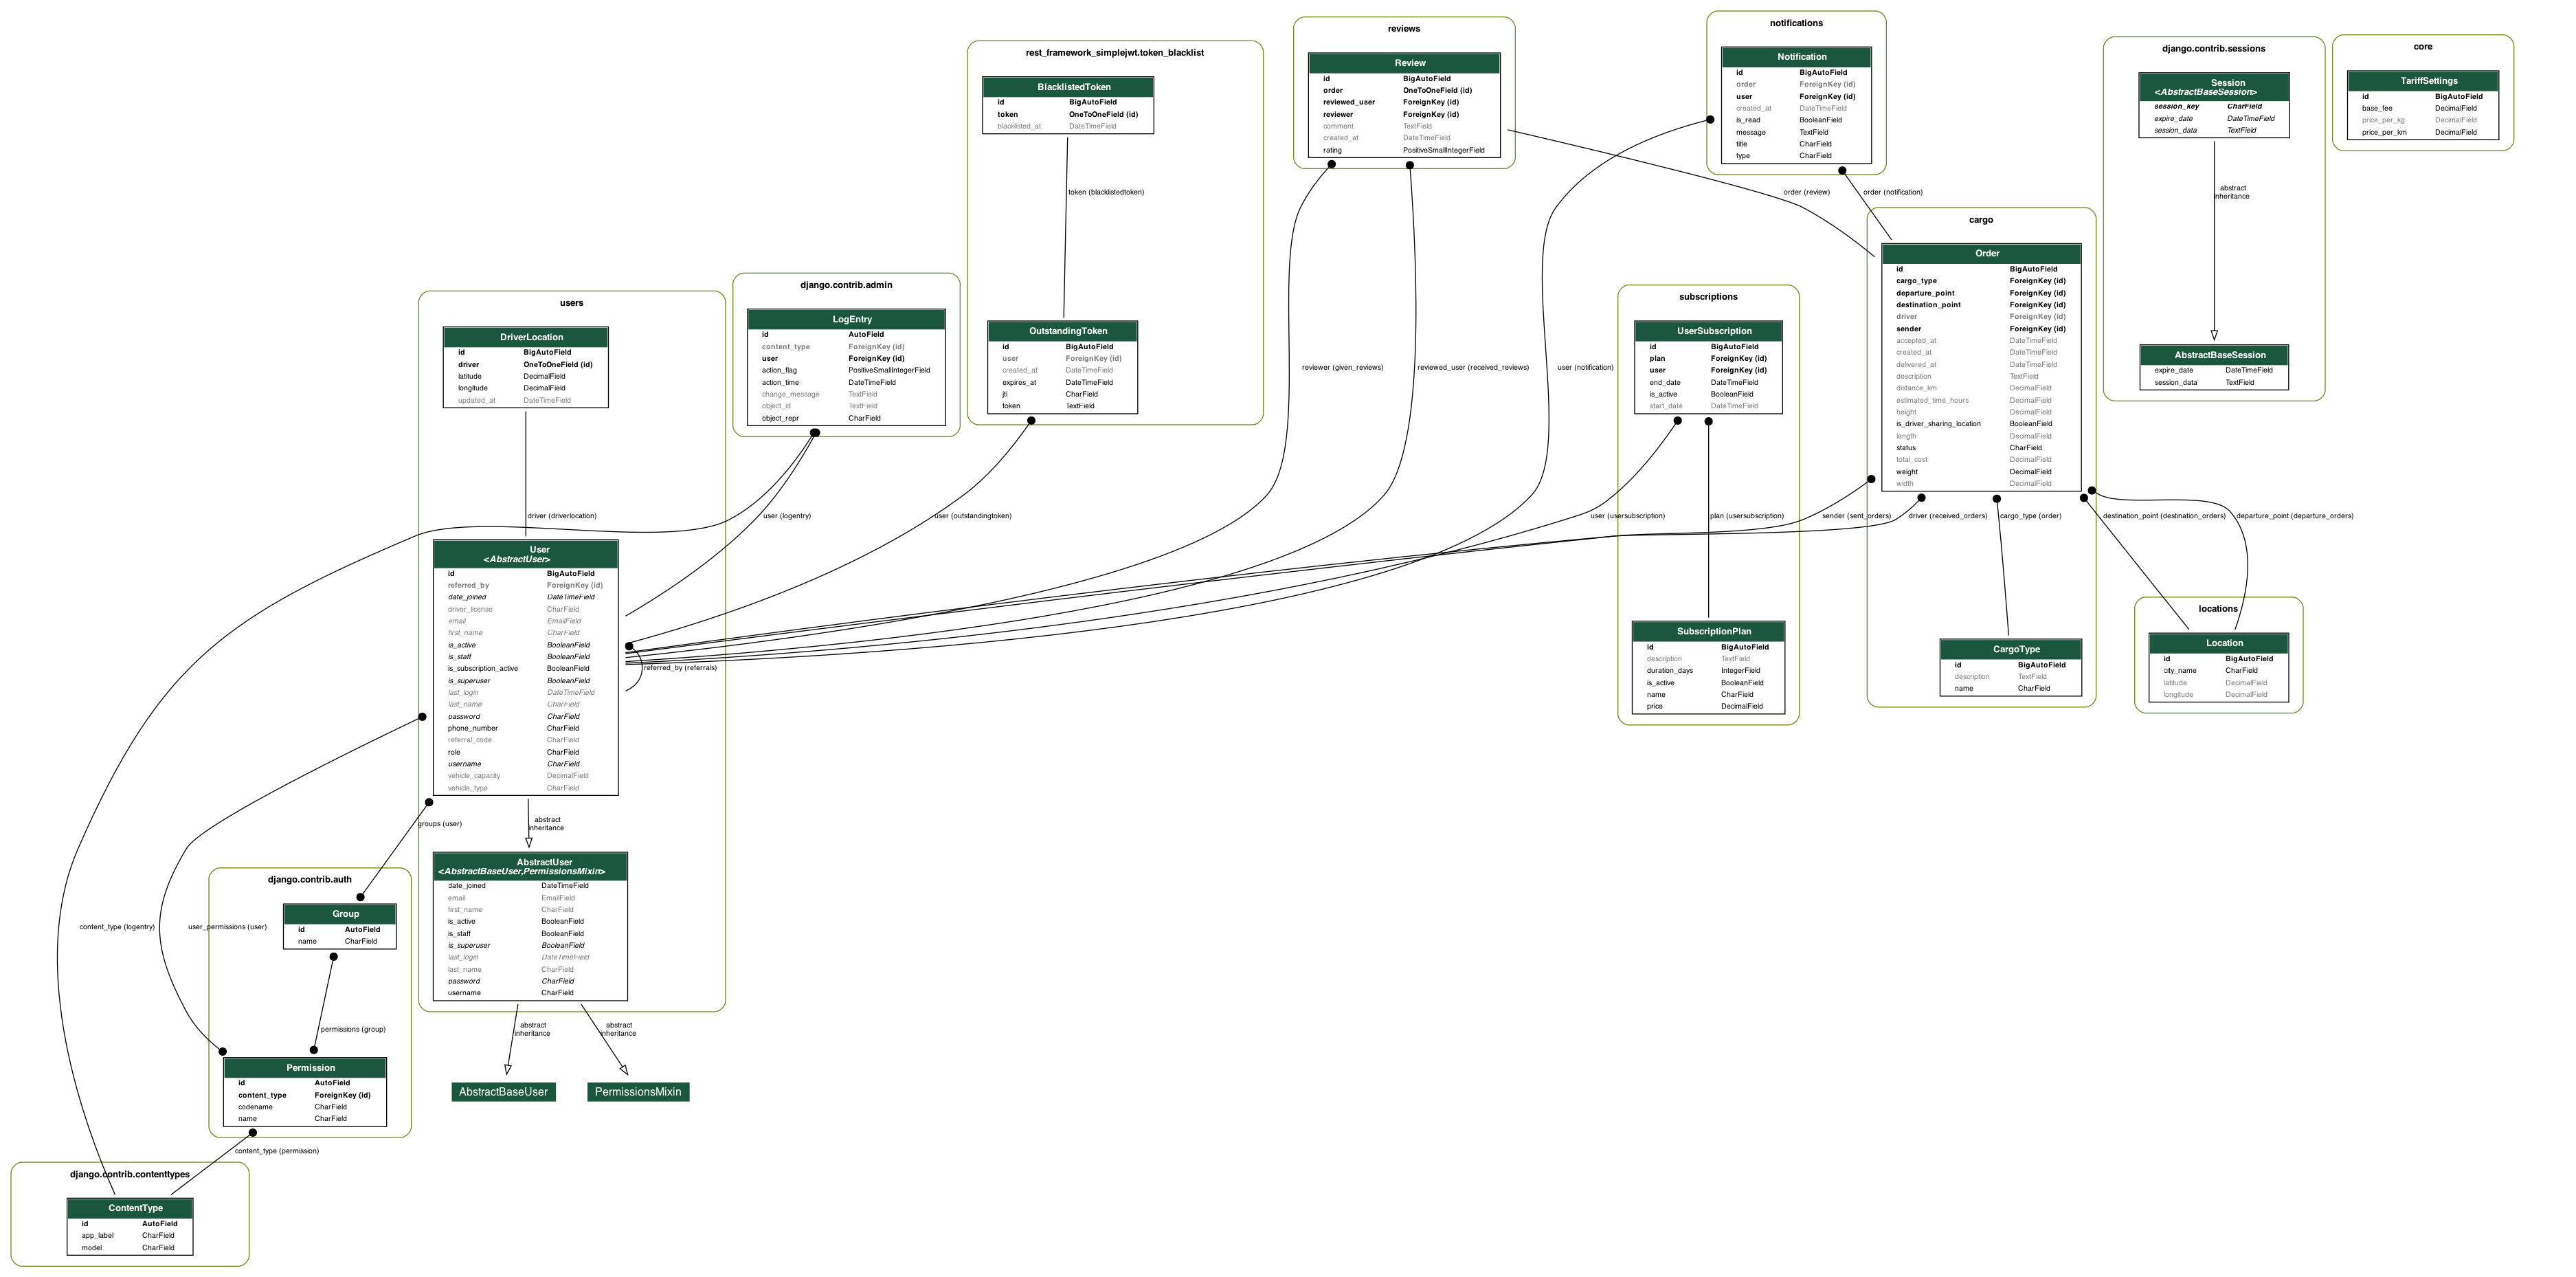 notifications
Notification
id BigAutoField
order ForeignKey (id)
user ForeignKey (id)
created_at DateTimeField
is_read BooleanField
message TextField
title CharField
type CharField
reviews
Review
id BigAutoField
order OneToOneField (id)
reviewed_user ForeignKey (id)
reviewer ForeignKey (id)
comment TextField
created_at DateTimeField
rating PositiveSmallIntegerField
core
TariffSettings
id BigAutoField
base_fee DecimalField
price_per_kg DecimalField
price_per_km DecimalField
django.contrib.sessions
Session
<AbstractBaseSession>
session_key CharField
expire_date DateTimeField
session_data TextField
abstract
inheritance
AbstractBaseSession
expire_date DateTimeField
session_data TextField
rest_framework_simplejwt.token_blacklist
BlacklistedToken
id BigAutoField
token OneToOneField (id)
blacklisted_at DateTimeField
token (blacklistedtoken)
OutstandingToken
id BigAutoField
user ForeignKey (id)
created_at DateTimeField
expires_at DateTimeField
jti CharField
token TextField
order (review)
order (notification)
cargo
Order
id BigAutoField
cargo_type ForeignKey (id)
departure_point ForeignKey (id)
destination_point ForeignKey (id)
driver ForeignKey (id)
sender ForeignKey (id)
accepted_at DateTimeField
created_at DateTimeField
delivered_at DateTimeField
description TextField
distance_km DecimalField
estimated_time_hours DecimalField
height DecimalField
is_driver_sharing_location BooleanField
length DecimalField
status CharField
total_cost DecimalField
weight DecimalField
width DecimalField
django.contrib.admin
LogEntry
id AutoField
content_type ForeignKey (id)
user ForeignKey (id)
action_flag PositiveSmallIntegerField
action_time DateTimeField
change_message TextField
object_id TextField
object_repr CharField
subscriptions
UserSubscription
id BigAutoField
plan ForeignKey (id)
user ForeignKey (id)
end_date DateTimeField
is_active BooleanField
start_date DateTimeField
users
DriverLocation
id BigAutoField
driver OneToOneField (id)
latitude DecimalField
longitude DecimalField
updated_at DateTimeField
reviewer (given_reviews)
reviewed_user (received_reviews)
user (notification)
driver (driverlocation)
user (logentry)
user (outstandingtoken)
user (usersubscription)
plan (usersubscription)
sender (sent_orders)
driver (received_orders)
cargo_type (order)
destination_point (destination_orders)
departure_point (departure_orders)
User
<AbstractUser>
id BigAutoField
referred_by ForeignKey (id)
date_joined DateTimeField
driver_license CharField
email EmailField
first_name CharField
is_active BooleanField
is_staff BooleanField
is_subscription_active BooleanField
is_superuser BooleanField
last_login DateTimeField
last_name CharField
password CharField
phone_number CharField
referral_code CharField
role CharField
username CharField
vehicle_capacity DecimalField
vehicle_type CharField
referred_by (referrals)
SubscriptionPlan
id BigAutoField
description TextField
duration_days IntegerField
is_active BooleanField
name CharField
price DecimalField
CargoType
id BigAutoField
description TextField
name CharField
locations
Location
id BigAutoField
city_name CharField
latitude DecimalField
longitude DecimalField
groups (user)
abstract
inheritance
AbstractUser
<AbstractBaseUser,PermissionsMixin>
date_joined DateTimeField
email EmailField
first_name CharField
is_active BooleanField
is_staff BooleanField
is_superuser BooleanField
last_login DateTimeField
last_name CharField
password CharField
username CharField
django.contrib.auth
Group
id AutoField
name CharField
content_type (logentry)
user_permissions (user)
permissions (group)
abstract
inheritance
abstract
inheritance
Permission
id AutoField
content_type ForeignKey (id)
codename CharField
name CharField
AbstractBaseUser
PermissionsMixin
content_type (permission)
django.contrib.contenttypes
ContentType
id AutoField
app_label CharField
model CharField